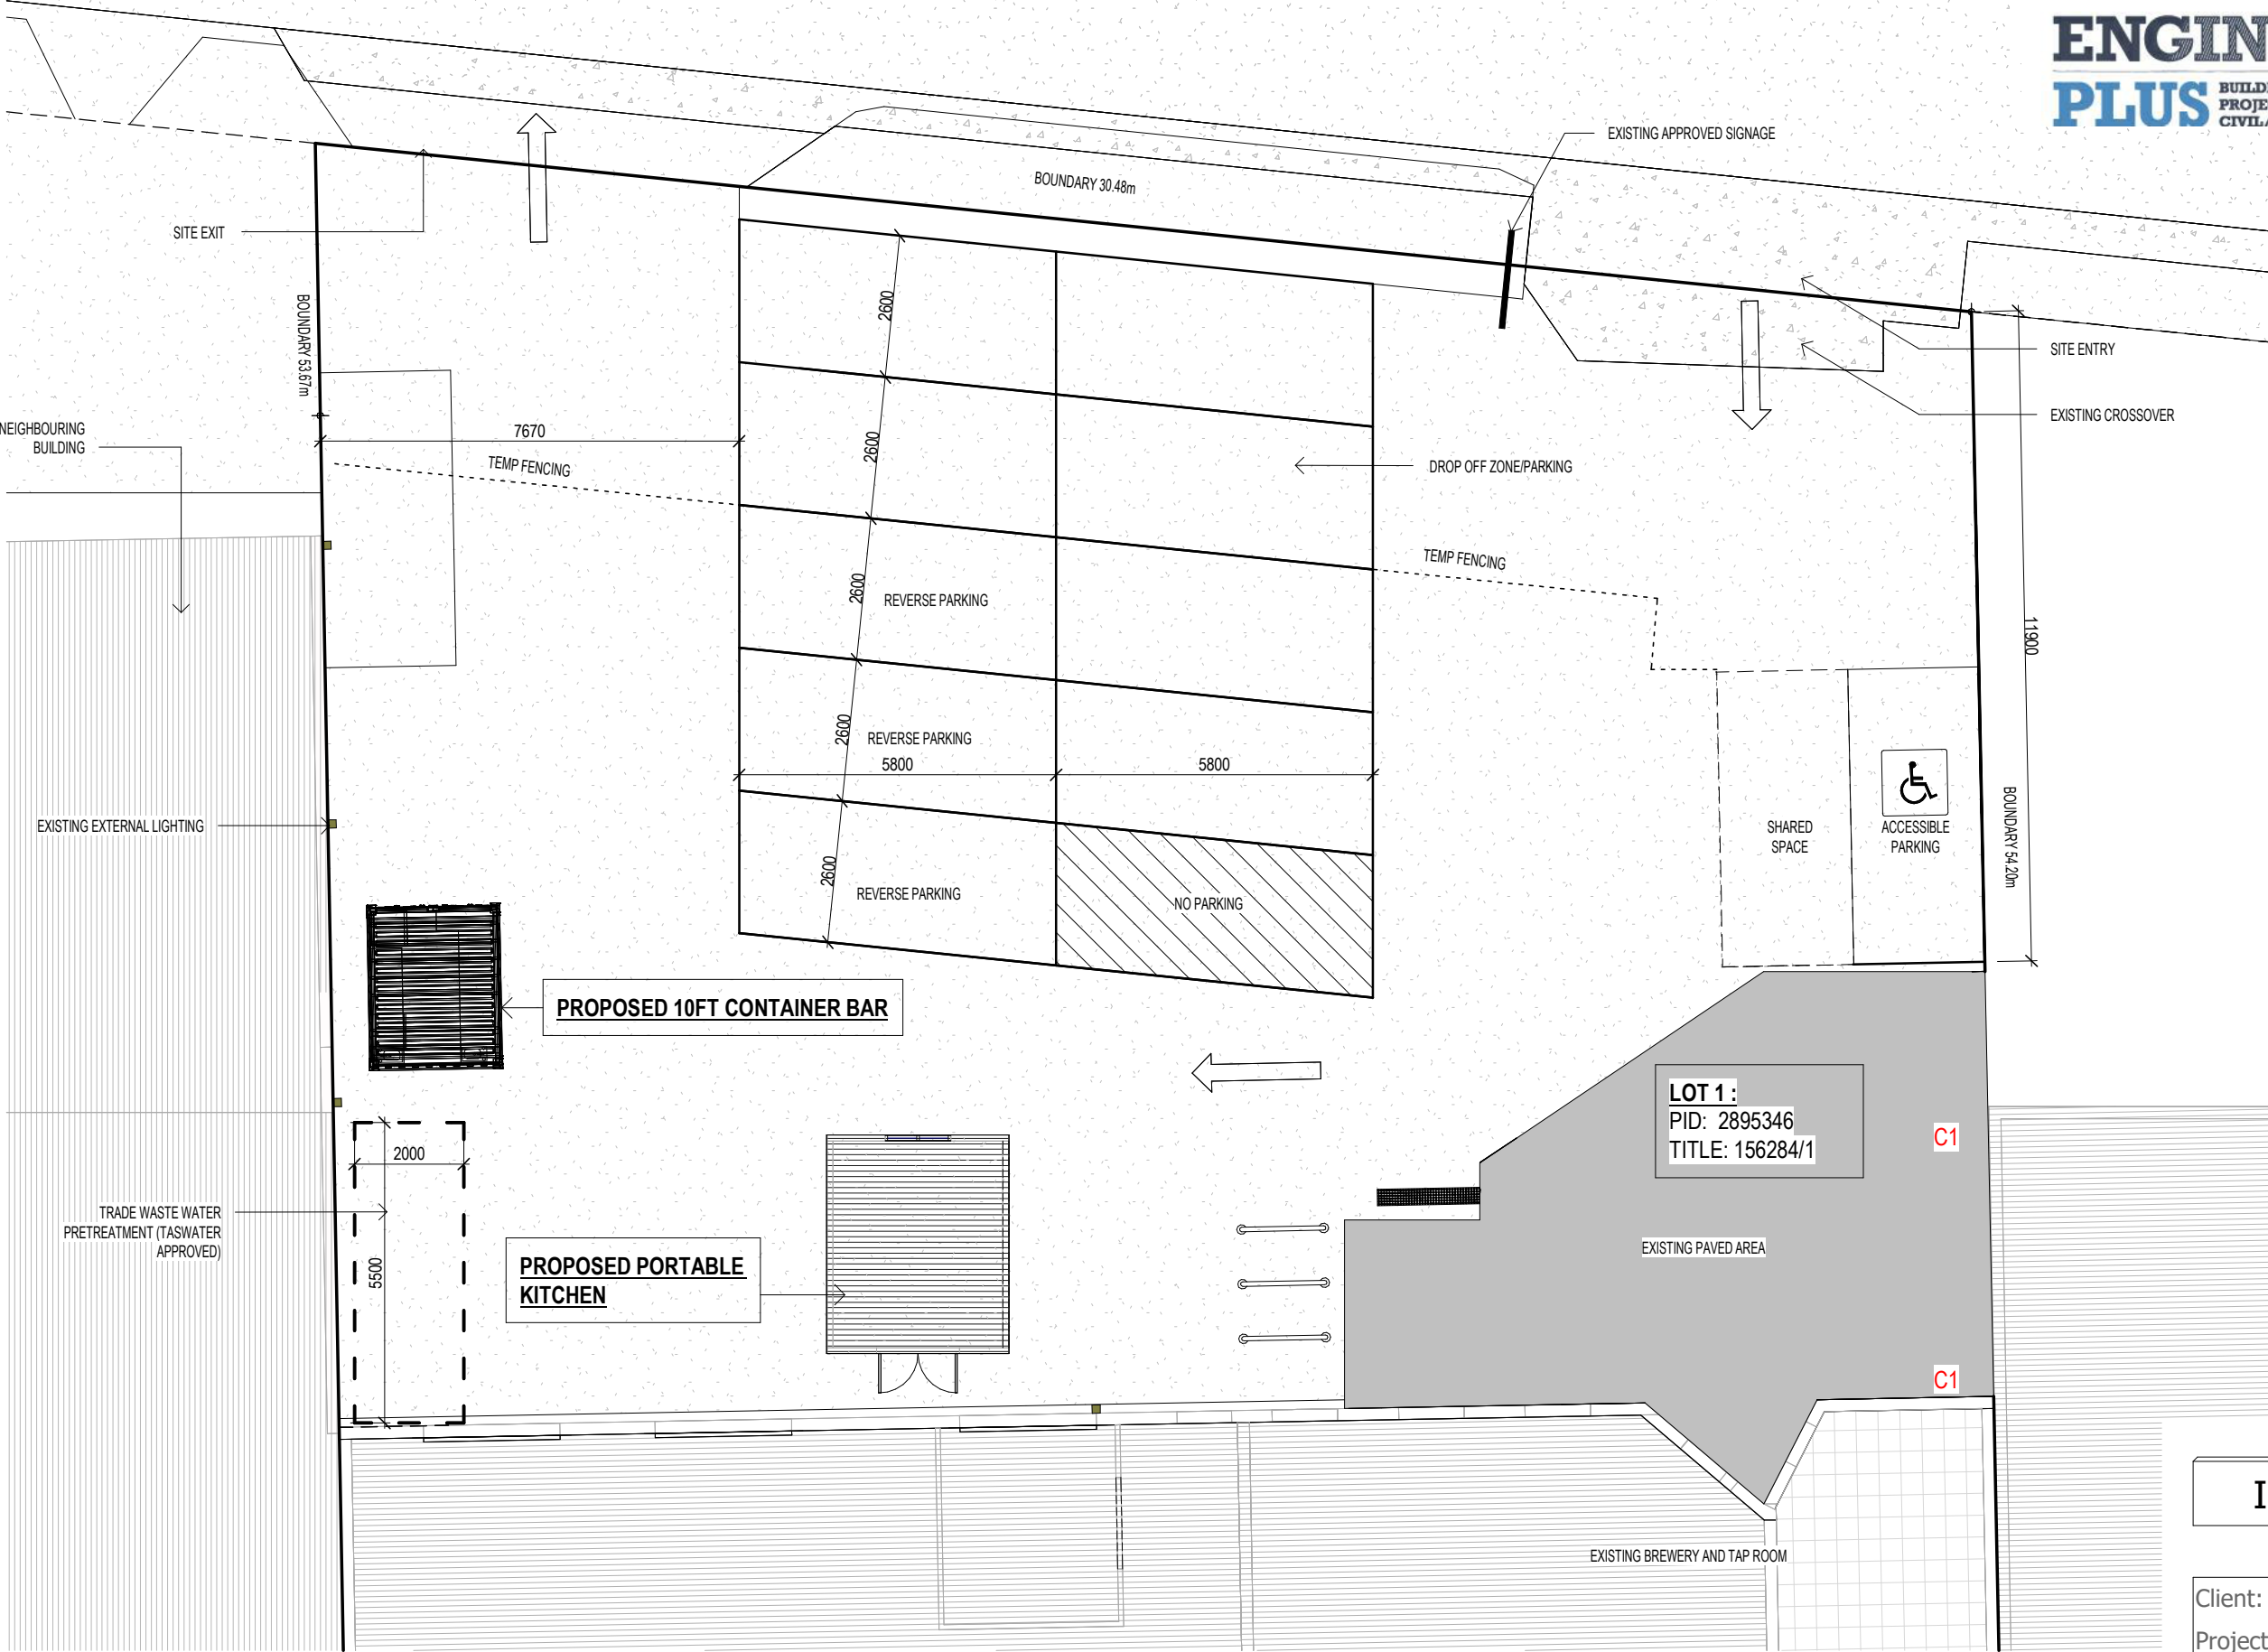 ENGIN
PLUS
BUILDI
PROJE
CIVIL
EXISTING APPROVED SIGNAGE
BOUNDARY 30.48m
SITE EXIT
BOUNDARY 53.67m
2600
SITE ENTRY
EXISTING CROSSOVER
NEIGHBOURING
BUILDING
7670
TEMP FENCING
2600
DROP OFF ZONE/PARKING
TEMP FENCING
2600
REVERSE PARKING
11900
2600
REVERSE PARKING
5800
5800
EXISTING EXTERNAL LIGHTING
SHARED
SPACE
ACCESSIBLE
PARKING
BOUNDARY 54.20m
2600
REVERSE PARKING
NO PARKING
PROPOSED 10FT CONTAINER BAR
LOT 1 :
PID: 2895346
TITLE: 156284/1
C1
2000
TRADE WASTE WATER
PRETREATMENT (TASWATER
APPROVED)
5500
PROPOSED PORTABLE
KITCHEN
EXISTING PAVED AREA
C1
EXISTING BREWERY AND TAP ROOM
I
Client:
Project